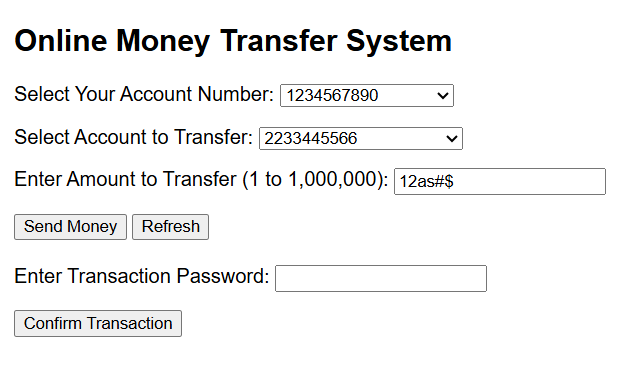 Online Money Transfer System
Select Your Account Number: 1234567890
Select Account to Transfer: 2233445566
Enter Amount to Transfer (1 to 1,000,000): 12as#$
Send Money Refresh
Enter Transaction Password:
Confirm Transaction